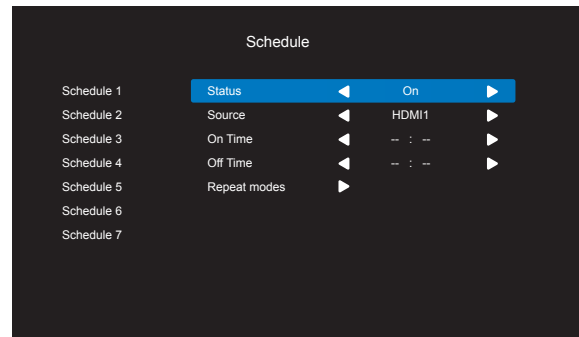 Schedule
Schedule 1 Status On
Schedule 2 Source HDMI1
Schedule 3 On Time -- : --
Schedule 4 Off Time -- : --
Schedule 5 Repeat modes
Schedule 6
Schedule 7